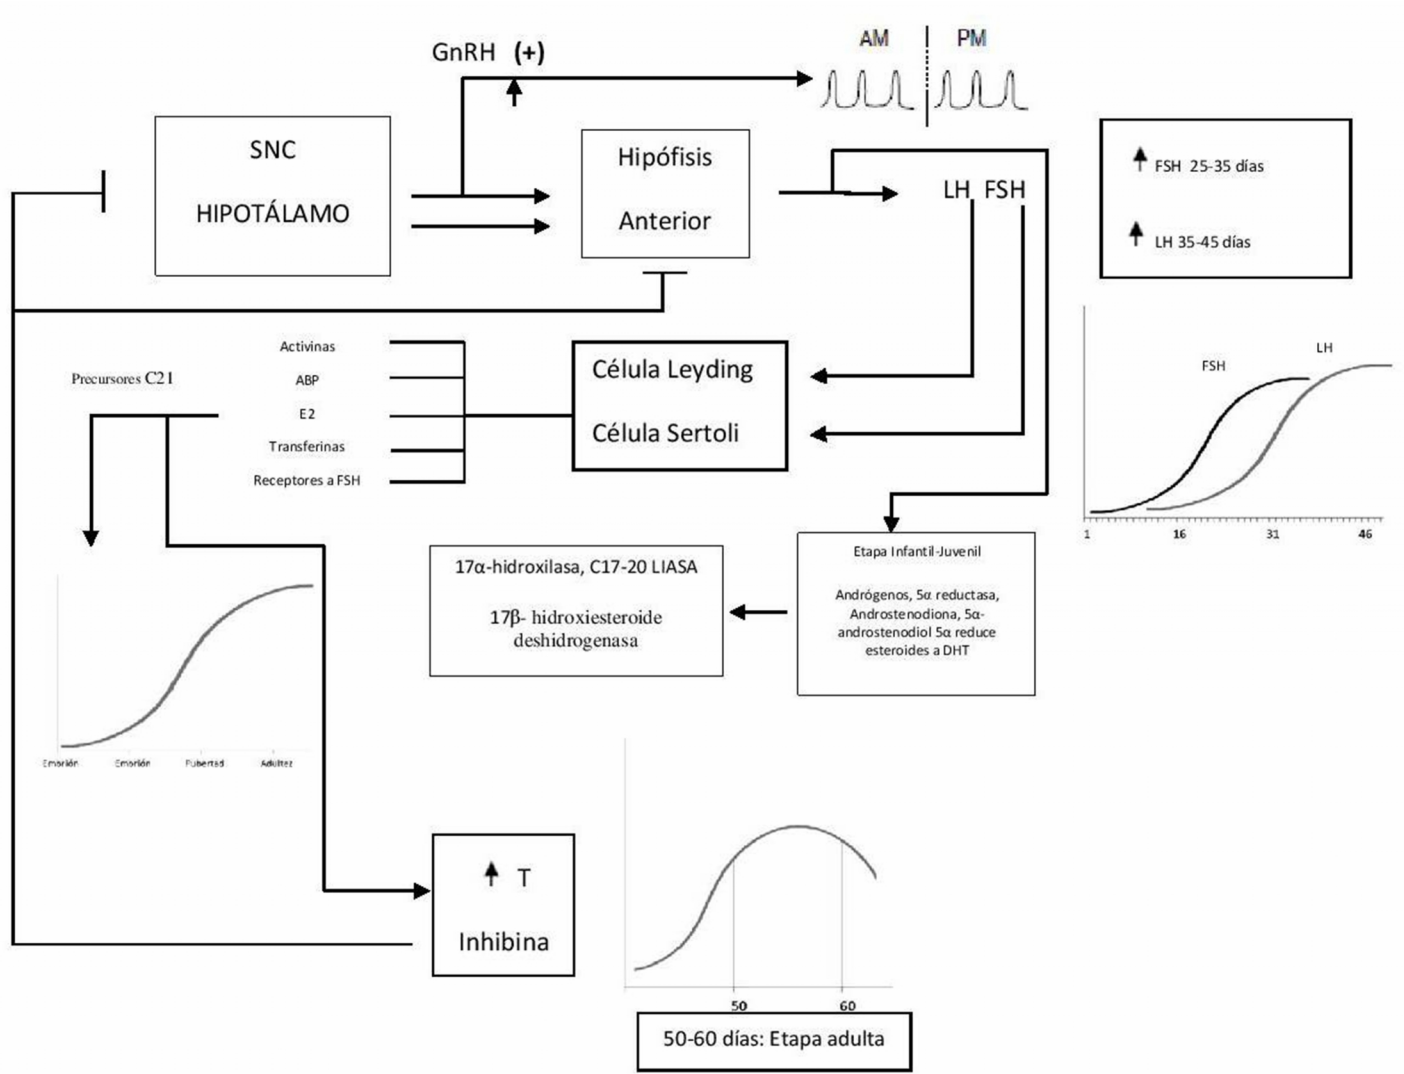 GnRH (+)
AM PM
SNC
HIPOTÁLAMO
Hipófisis
Anterior
LH FSH
FSH 25-35 días
LH 35-45 días
Activinas
Precursores C21
ABP
E2
Transferinas
Receptores a FSH
Célula Leyding
Célula Sertoli
FSH
LH
1 16 31 46
17α-hidroxilasa, C17-20 LIASA
17β- hidroxiesteroide
deshidrogenasa
Etapa Infantil-Juvenil
Andrógenos, 5α reductasa,
Androstenodiona, 5α-
androstenodiol 5α reduce
esteroides a DHT
Emorión Emorión Pubertad Adultez
T
Inhibina
50 60
50-60 días: Etapa adulta